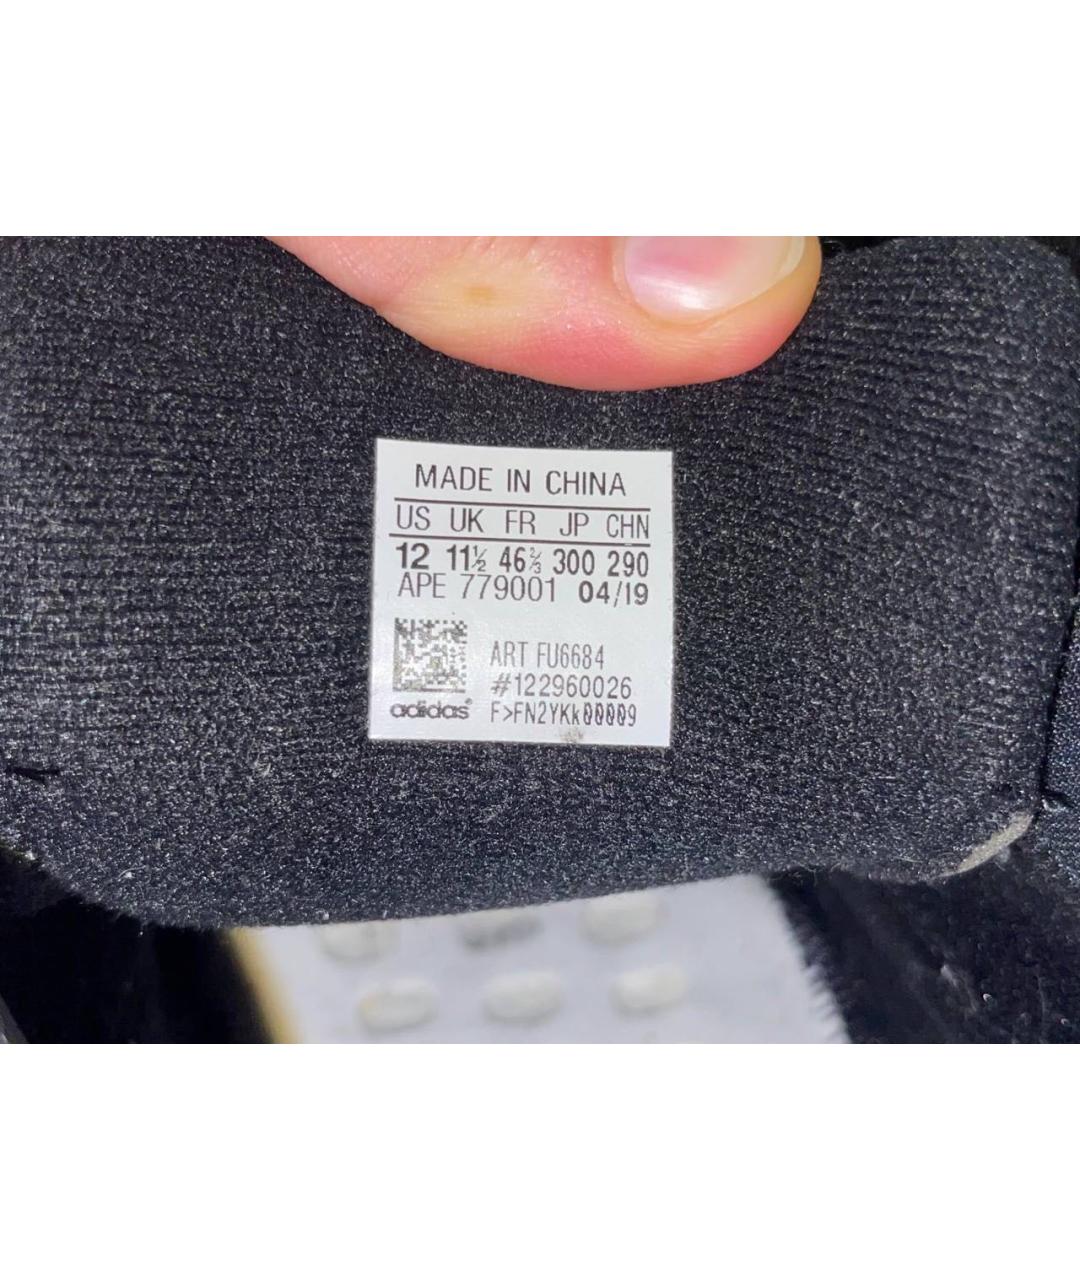 MADE IN CHINA
US UK FR JP CHN
12 11½ 46⅔ 300 290
APE 779001 04/19
ART FU6684
#122960026
adidas® F>FN2YKk00009